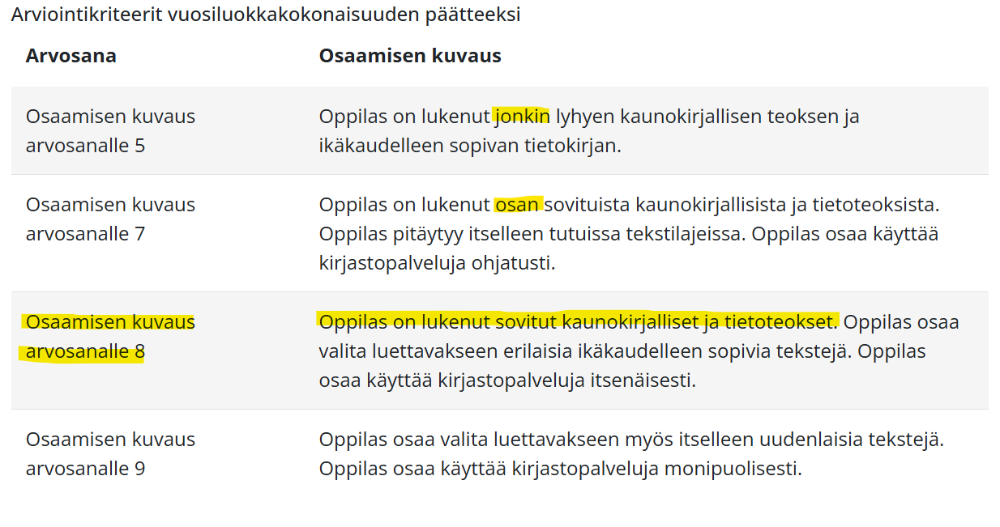 Arviointikriteerit vuosiluokkakokonaisuuden päätteeksi
Arvosana
Osaamisen kuvaus
Osaamisen kuvaus
arvosanalle 5
Oppilas on lukenut jonkin lyhyen kaunokirjallisen teoksen ja
ikäkaudelleen sopivan tietokirjan.
Osaamisen kuvaus
arvosanalle 7
Oppilas on lukenut osan sovituista kaunokirjallisista ja tietoteoksista.
Oppilas pitäytyy itselleen tutuissa tekstilajeissa. Oppilas osaa käyttää
kirjastopalveluja ohjatusti.
Osaamisen kuvaus
arvosanalle 8
Oppilas on lukenut sovitut kaunokirjalliset ja tietoteokset. Oppilas osaa
valita luettavakseen erilaisia ikäkaudelleen sopivia tekstejä. Oppilas
osaa käyttää kirjastopalveluja itsenäisesti.
Osaamisen kuvaus
arvosanalle 9
Oppilas osaa valita luettavakseen myös itselleen uudenlaisia tekstejä.
Oppilas osaa käyttää kirjastopalveluja monipuolisesti.